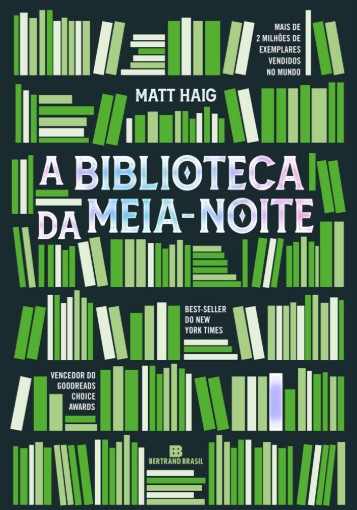 MAIS DE
2 MILHÕES DE
EXEMPLARES
VENDIDOS
NO MUNDO
MATT HAIG
A BIBLIOTECA
DA MEIA-NOITE
BEST-SELLER
DO NEW
YORK TIMES
VENCEDOR DO
GOODREADS
CHOICE
AWARDS
BB
BERTRAND BRASIL